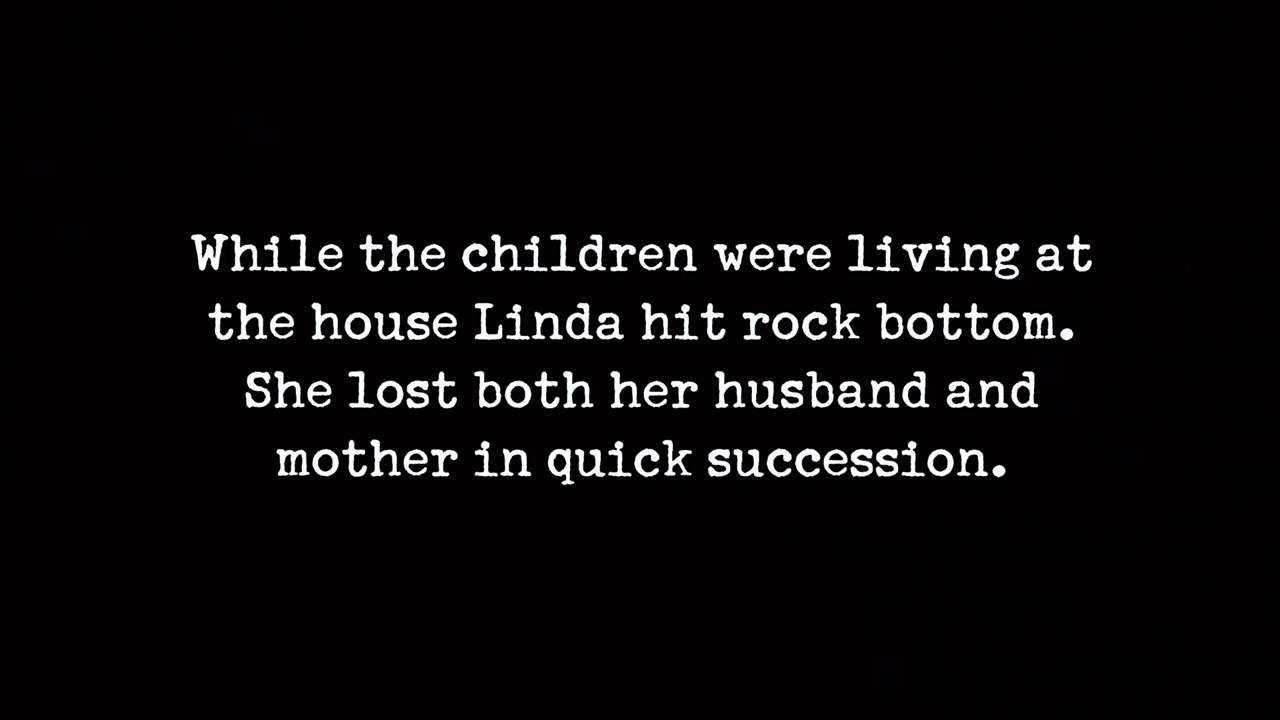 While the children were living at
the house Linda hit rock bottom.
She lost both her husband and
mother in quick succession.